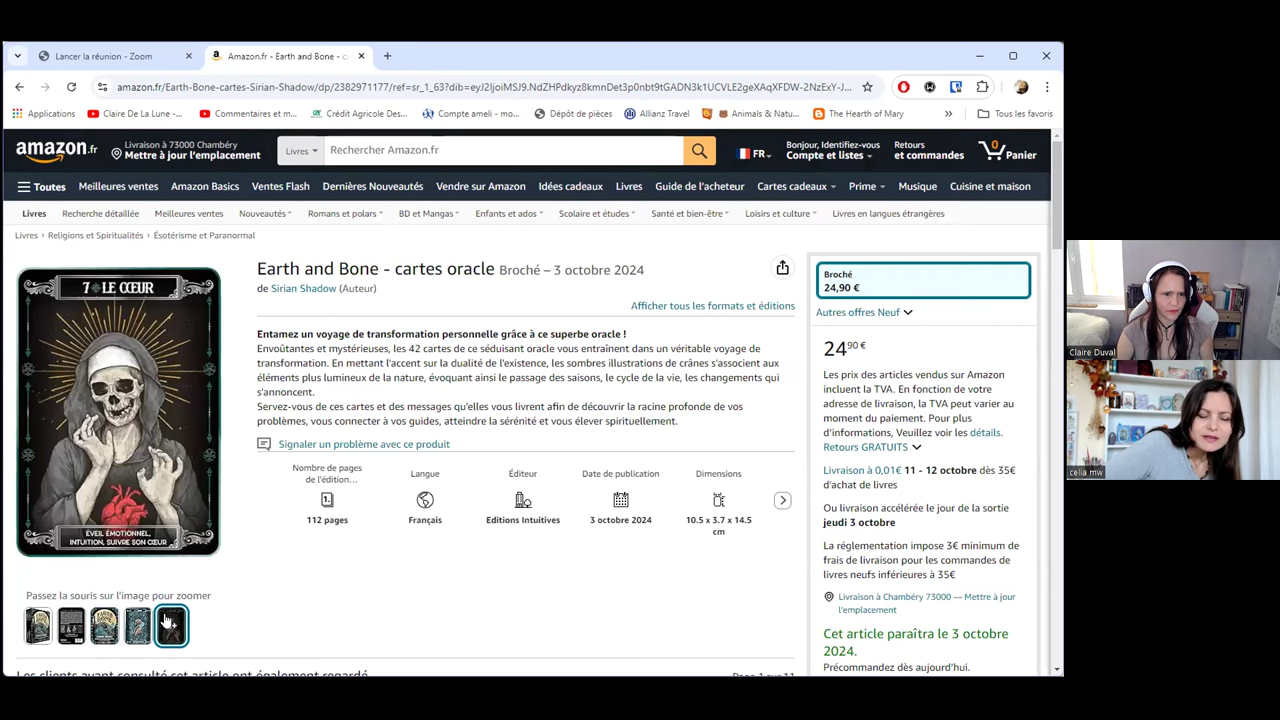 Lancer la réunion - Zoom
Amazon.fr - Earth and Bone - c
amazon.fr/Earth-Bone-cartes-Sirian-Shadow/dp/2382971177/ref=sr_1_63?dib=eyJ2IjoiMSJ9.NdZHPdkyz8kmnDet3p0nbt9tGADN3k1UCVLE2geXAqXFDW-2NzExY-J...
Applications
Claire De La Lune -...
Commentaires et m...
Crédit Agricole Des...
Compte ameli - mo...
Dépôt de pièces
Allianz Travel
Animals & Natu...
The Hearth of Mary
Tous les favoris
amazon.fr
Livraison à 73000 Chambéry
Mettre à jour l'emplacement
Livres
Rechercher Amazon.fr
FR
Bonjour, Identifiez-vous
Compte et listes
Retours
et commandes
0
Panier
Toutes
Meilleures ventes
Amazon Basics
Ventes Flash
Dernières Nouveautés
Vendre sur Amazon
Idées cadeaux
Livres
Guide de l'acheteur
Cartes cadeaux
Prime
Musique
Cuisine et maison
Livres
Recherche détaillée
Meilleures ventes
Nouveautés
Romans et polars
BD et Mangas
Enfants et ados
Scolaire et études
Santé et bien-être
Loisirs et culture
Livres en langues étrangères
Livres › Religions et Spiritualités › Ésotérisme et Paranormal
7 LE CŒUR
ÉVEIL ÉMOTIONNEL,
INTUITION, SUIVRE SON CŒUR
Passez la souris sur l'image pour zoomer
Earth and Bone - cartes oracle Broché – 3 octobre 2024
de Sirian Shadow (Auteur)
Afficher tous les formats et éditions
Entamez un voyage de transformation personnelle grâce à ce superbe oracle !
Envoûtantes et mystérieuses, les 42 cartes de ce séduisant oracle vous entraînent dans un véritable voyage de
transformation. En mettant l'accent sur la dualité de l'existence, les sombres illustrations de crânes s'associent aux
éléments plus lumineux de la nature, évoquant ainsi le passage des saisons, le cycle de la vie, les changements qui
s'annoncent.
Servez-vous de ces cartes et des messages qu'elles vous livrent afin de découvrir la racine profonde de vos
problèmes, vous connecter à vos guides, atteindre la sérénité et vous élever spirituellement.
Signaler un problème avec ce produit
Nombre de pages
de l'édition...
112 pages
Langue
Français
Éditeur
Editions Intuitives
Date de publication
3 octobre 2024
Dimensions
10.5 x 3.7 x 14.5
cm
Broché
24,90 €
Autres offres Neuf
24,90 €
Les prix des articles vendus sur Amazon
incluent la TVA. En fonction de votre
adresse de livraison, la TVA peut varier au
moment du paiement. Pour plus
d'informations, Veuillez voir les détails.
Retours GRATUITS
Livraison à 0,01€ 11 - 12 octobre dès 35€
d'achat de livres
Ou livraison accélérée le jour de la sortie
jeudi 3 octobre
La réglementation impose 3€ minimum de
frais de livraison pour les commandes de
livres neufs inférieures à 35€
Livraison à Chambéry 73000 — Mettre à jour
l'emplacement
Cet article paraîtra le 3 octobre
2024.
Précommandez dès aujourd'hui.
Les clients ayant consulté cet article ont également regardé
Page 1 sur 11
Claire Duval
celia mw